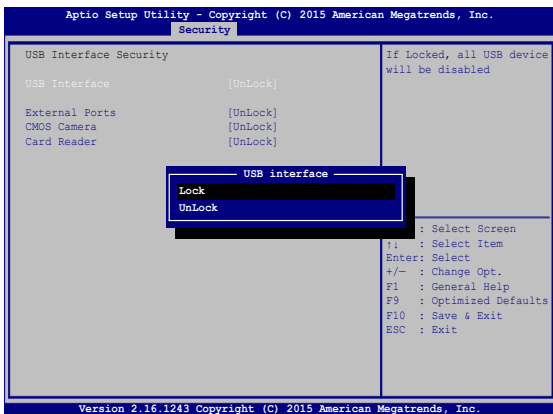 Aptio Setup Utility - Copyright (C) 2015 American Megatrends, Inc.
Security
USB Interface Security
USB Interface [UnLock]
External Ports [UnLock]
CMOS Camera [UnLock]
Card Reader [UnLock]
USB interface
Lock
UnLock
If Locked, all USB device
will be disabled
: Select Screen
↑↓ : Select Item
Enter: Select
+/— : Change Opt.
F1 : General Help
F9 : Optimized Defaults
F10 : Save & Exit
ESC : Exit
Version 2.16.1243 Copyright (C) 2015 American Megatrends, Inc.